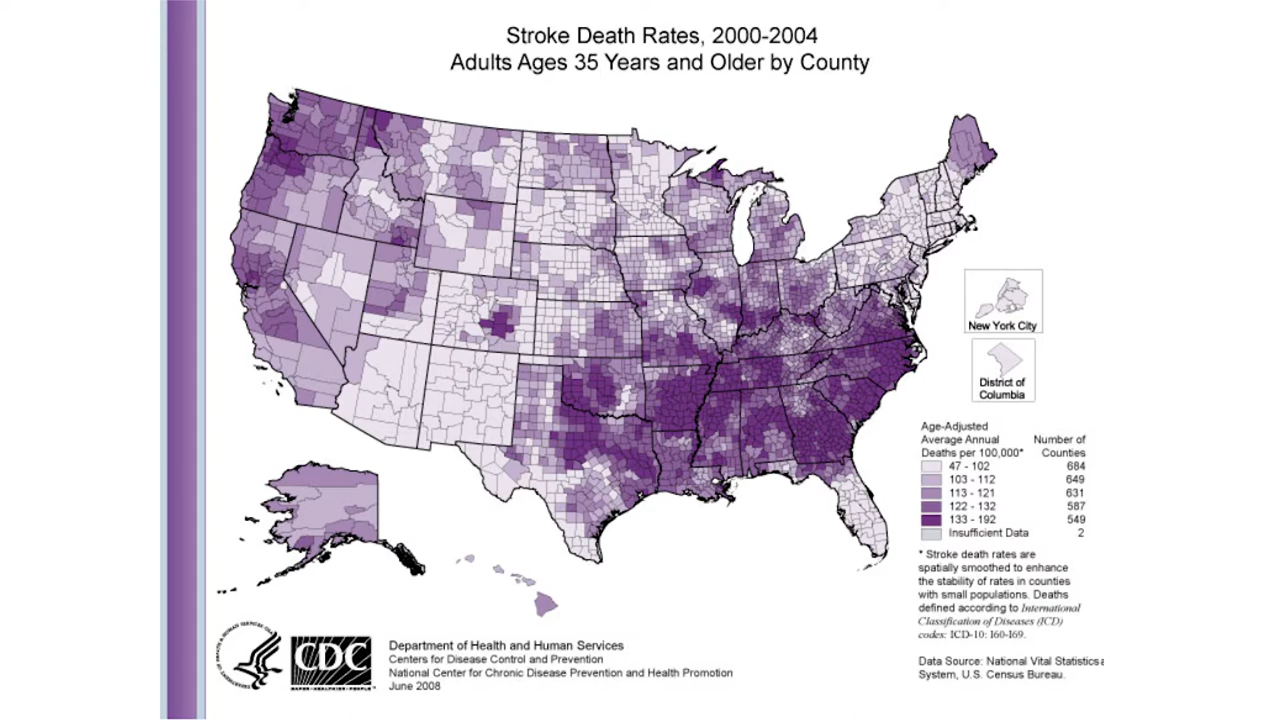 Stroke Death Rates, 2000-2004
Adults Ages 35 Years and Older by County
New York City
District of
Columbia
Age-Adjusted
Average Annual
Deaths per 100,000*
Number of
Counties
47 - 102 684
103 - 112 649
113 - 121 631
122 - 132 587
133 - 192 549
Insufficient Data 2
* Stroke death rates are
spatially smoothed to enhance
the stability of rates in counties
with small populations. Deaths
defined according to International
Classification of Diseases (ICD)
codes: ICD-10: I60-I69.
Data Source: National Vital Statistics
System, U.S. Census Bureau.
CDC
Department of Health and Human Services
Centers for Disease Control and Prevention
National Center for Chronic Disease Prevention and Health Promotion
June 2008